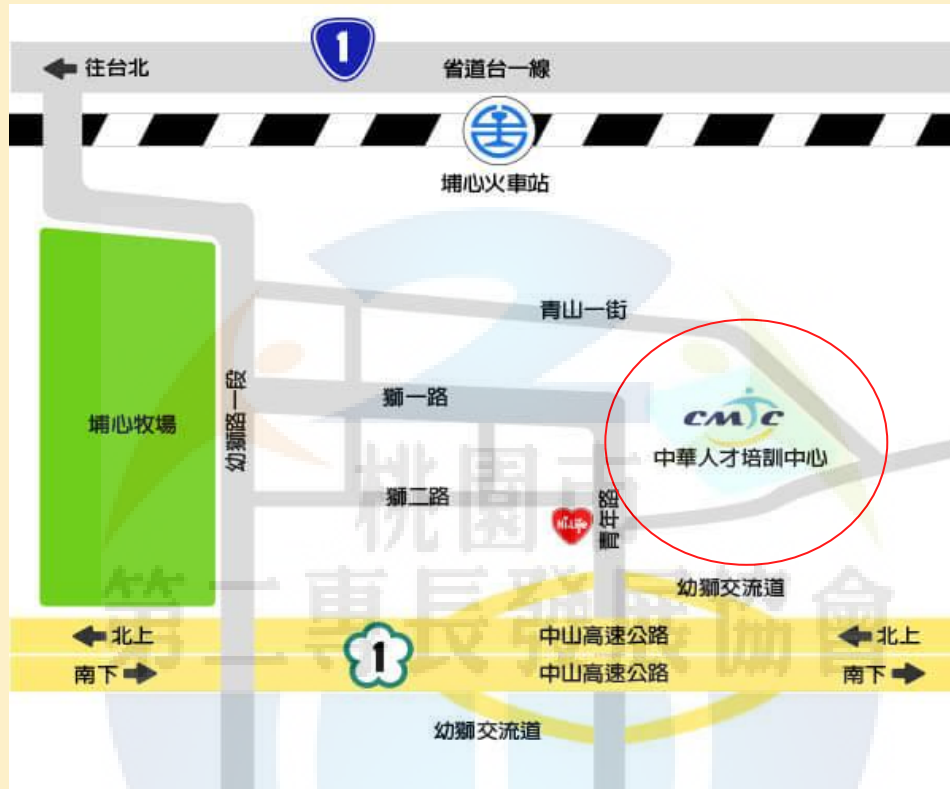 1
往台北
省道台一線
埔心火車站
青山一街
幼獅路一段
獅一路
埔心牧場
CMTC
中華人才培訓中心
桃園市
獅二路
Hi-Life
青年路
幼獅交流道
第二專長發展協會
北上
1
中山高速公路
北上
南下
中山高速公路
南下
幼獅交流道